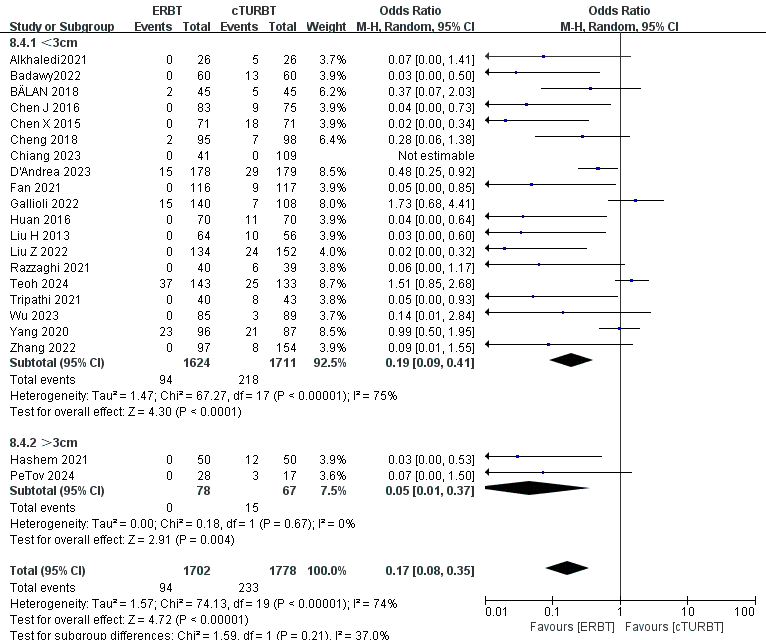 ERBT cTURBT Odds Ratio Odds Ratio
Study or Subgroup Events Total Events Total Weight M-H, Random, 95% CI M-H, Random, 95% CI
8.4.1 <3cm
Alkhaledi2021 0 26 5 26 3.7% 0.07 [0.00, 1.41]
Badawy2022 0 60 13 60 3.9% 0.03 [0.00, 0.50]
BĂLAN 2018 2 45 5 45 6.2% 0.37 [0.07, 2.03]
Chen J 2016 0 83 9 75 3.9% 0.04 [0.00, 0.73]
Chen X 2015 0 71 18 71 3.9% 0.02 [0.00, 0.34]
Cheng 2018 2 95 7 98 6.4% 0.28 [0.06, 1.38]
Chiang 2023 0 41 0 109 Not estimable
D'Andrea 2023 15 178 29 179 8.5% 0.48 [0.25, 0.92]
Fan 2021 0 116 9 117 3.9% 0.05 [0.00, 0.85]
Gallioli 2022 15 140 7 108 8.0% 1.73 [0.68, 4.41]
Huan 2016 0 70 11 70 3.9% 0.04 [0.00, 0.64]
Liu H 2013 0 64 10 56 3.9% 0.03 [0.00, 0.60]
Liu Z 2022 0 134 24 152 4.0% 0.02 [0.00, 0.32]
Razzaghi 2021 0 40 6 39 3.8% 0.06 [0.00, 1.17]
Teoh 2024 37 143 25 133 8.7% 1.51 [0.85, 2.68]
Tripathi 2021 0 40 8 43 3.8% 0.05 [0.00, 0.93]
Wu 2023 0 85 3 89 3.7% 0.14 [0.01, 2.84]
Yang 2020 23 96 21 87 8.5% 0.99 [0.50, 1.95]
Zhang 2022 0 97 8 154 3.9% 0.09 [0.01, 1.55]
Subtotal (95% CI) 1624 1711 92.5% 0.19 [0.09, 0.41]
Total events 94 218
Heterogeneity: Tau² = 1.47; Chi² = 67.27, df = 17 (P < 0.00001); I² = 75%
Test for overall effect: Z = 4.30 (P < 0.0001)
8.4.2 >3cm
Hashem 2021 0 50 12 50 3.9% 0.03 [0.00, 0.53]
PeTov 2024 0 28 3 17 3.6% 0.07 [0.00, 1.50]
Subtotal (95% CI) 78 67 7.5% 0.05 [0.01, 0.37]
Total events 0 15
Heterogeneity: Tau² = 0.00; Chi² = 0.18, df = 1 (P = 0.67); I² = 0%
Test for overall effect: Z = 2.91 (P = 0.004)
Total (95% CI) 1702 1778 100.0% 0.17 [0.08, 0.35]
Total events 94 233
Heterogeneity: Tau² = 1.57; Chi² = 74.13, df = 19 (P < 0.00001); I² = 74%
Test for overall effect: Z = 4.72 (P < 0.00001)
Test for subgroup differences: Chi² = 1.59, df = 1 (P = 0.21), I² = 37.0%
0.01 0.1 1 10 100
Favours [ERBT] Favours [cTURBT]